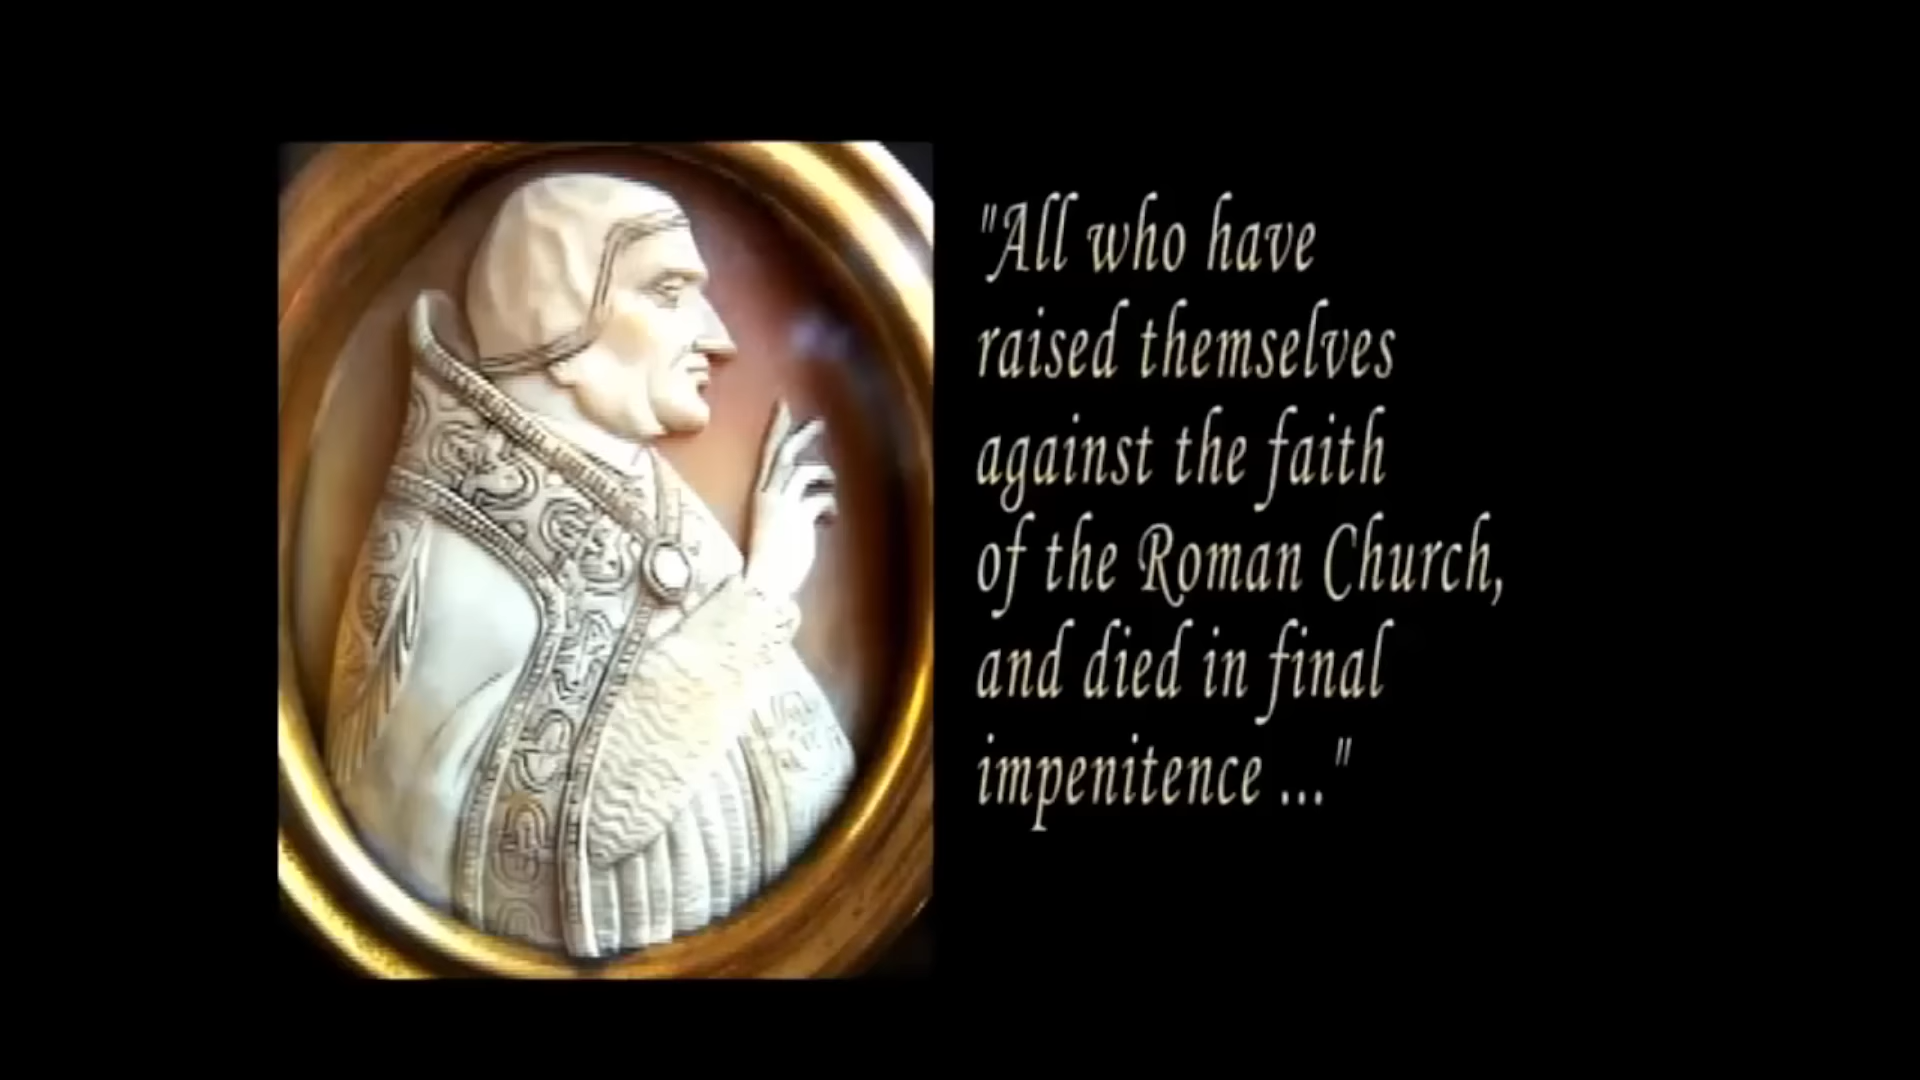 "All who have
raised themselves
against the faith
of the Roman Church,
and died in final
impenitence ..."